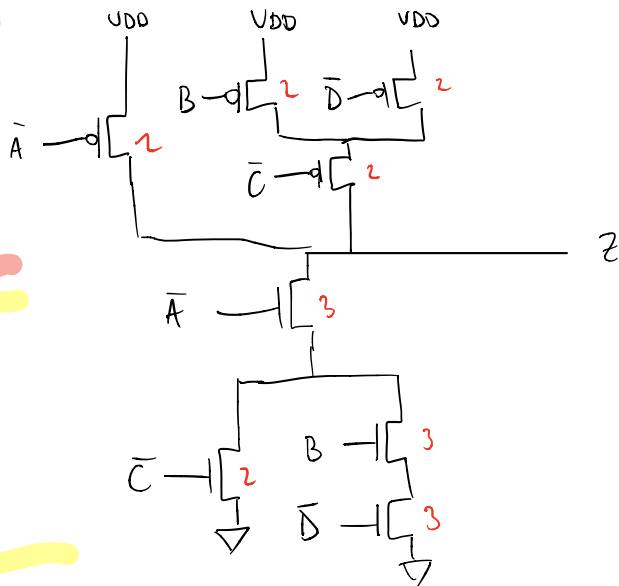 VDD VDD VDD
B 2 D̅ 2
A̅ 2
C̅ 2
Z
A̅ 3
B 3
C̅ 2
D̅ 3